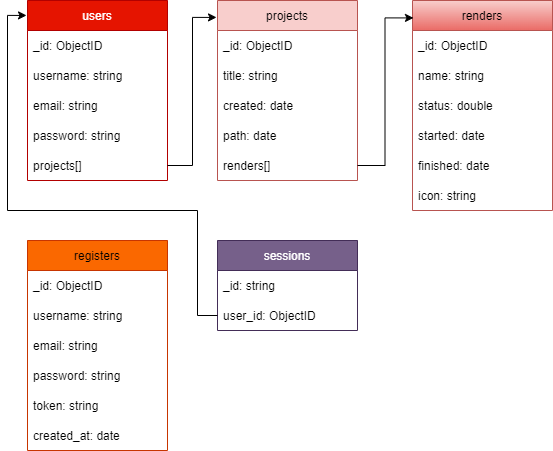 users
_id: ObjectID
username: string
email: string
password: string
projects[]
projects
_id: ObjectID
title: string
created: date
path: date
renders[]
renders
_id: ObjectID
name: string
status: double
started: date
finished: date
icon: string
registers
_id: ObjectID
username: string
email: string
password: string
token: string
created_at: date
sessions
_id: string
user_id: ObjectID